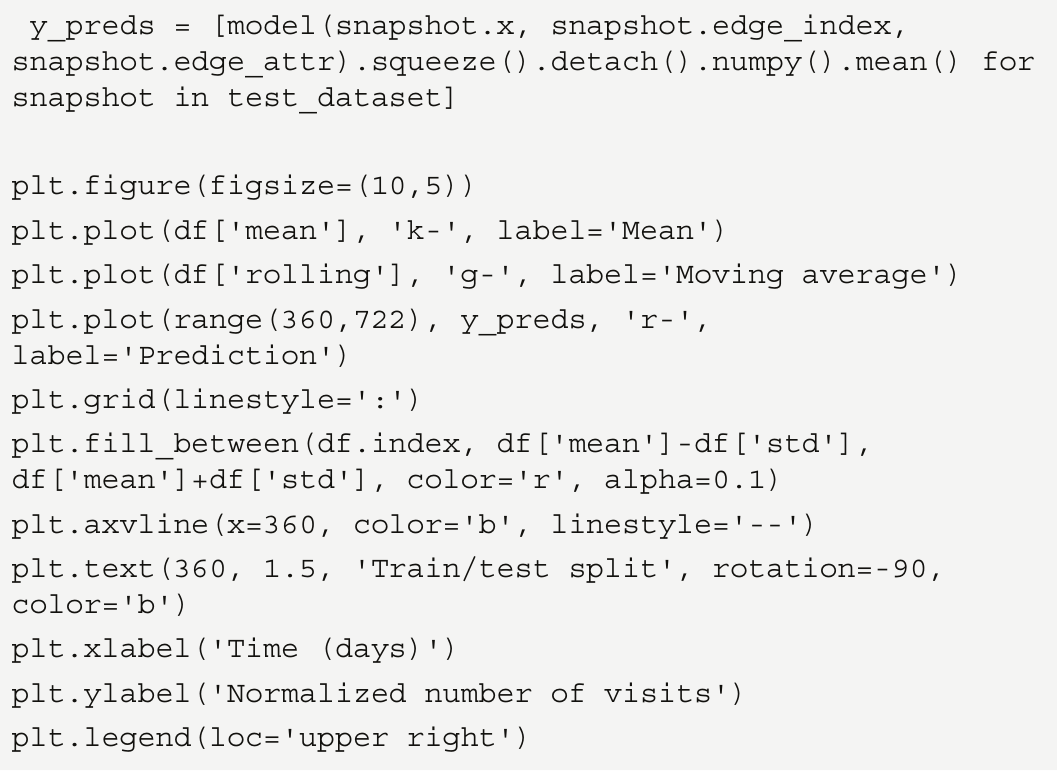 y_preds = [model(snapshot.x, snapshot.edge_index,
snapshot.edge_attr).squeeze().detach().numpy().mean() for
snapshot in test_dataset]
plt.figure(figsize=(10,5))
plt.plot(df['mean'], 'k-', label='Mean')
plt.plot(df['rolling'], 'g-', label='Moving average')
plt.plot(range(360,722), y_preds, 'r-',
label='Prediction')
plt.grid(linestyle=':')
plt.fill_between(df.index, df['mean']-df['std'],
df['mean']+df['std'], color='r', alpha=0.1)
plt.axvline(x=360, color='b', linestyle='--')
plt.text(360, 1.5, 'Train/test split', rotation=-90,
color='b')
plt.xlabel('Time (days)')
plt.ylabel('Normalized number of visits')
plt.legend(loc='upper right')